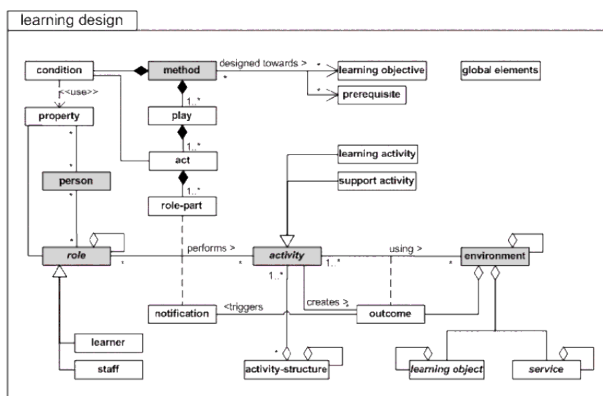 learning design
condition
method
designed towards >
*
*
learning objective
global elements
<<use>>
*
prerequisite
1..*
property
play
*
1..*
act
learning activity
support activity
person
1..*
*
role-part
*
role
performes >
activity
using >
environment
*
*
1..*
*
1..*
notification
<triggers
creates >
outcome
learner
staff
*
activity-structure
learning object
service